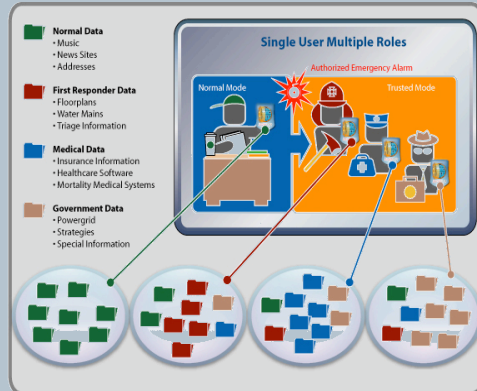 Normal Data
• Music
• News Sites
• Addresses
First Responder Data
• Floorplans
• Water Mains
• Triage Information
Medical Data
• Insurance Information
• Healthcare Software
• Mortality Medical Systems
Government Data
• Powergrid
• Strategies
• Special Information
Single User Multiple Roles
Authorized Emergency Alarm
Normal Mode
Trusted Mode